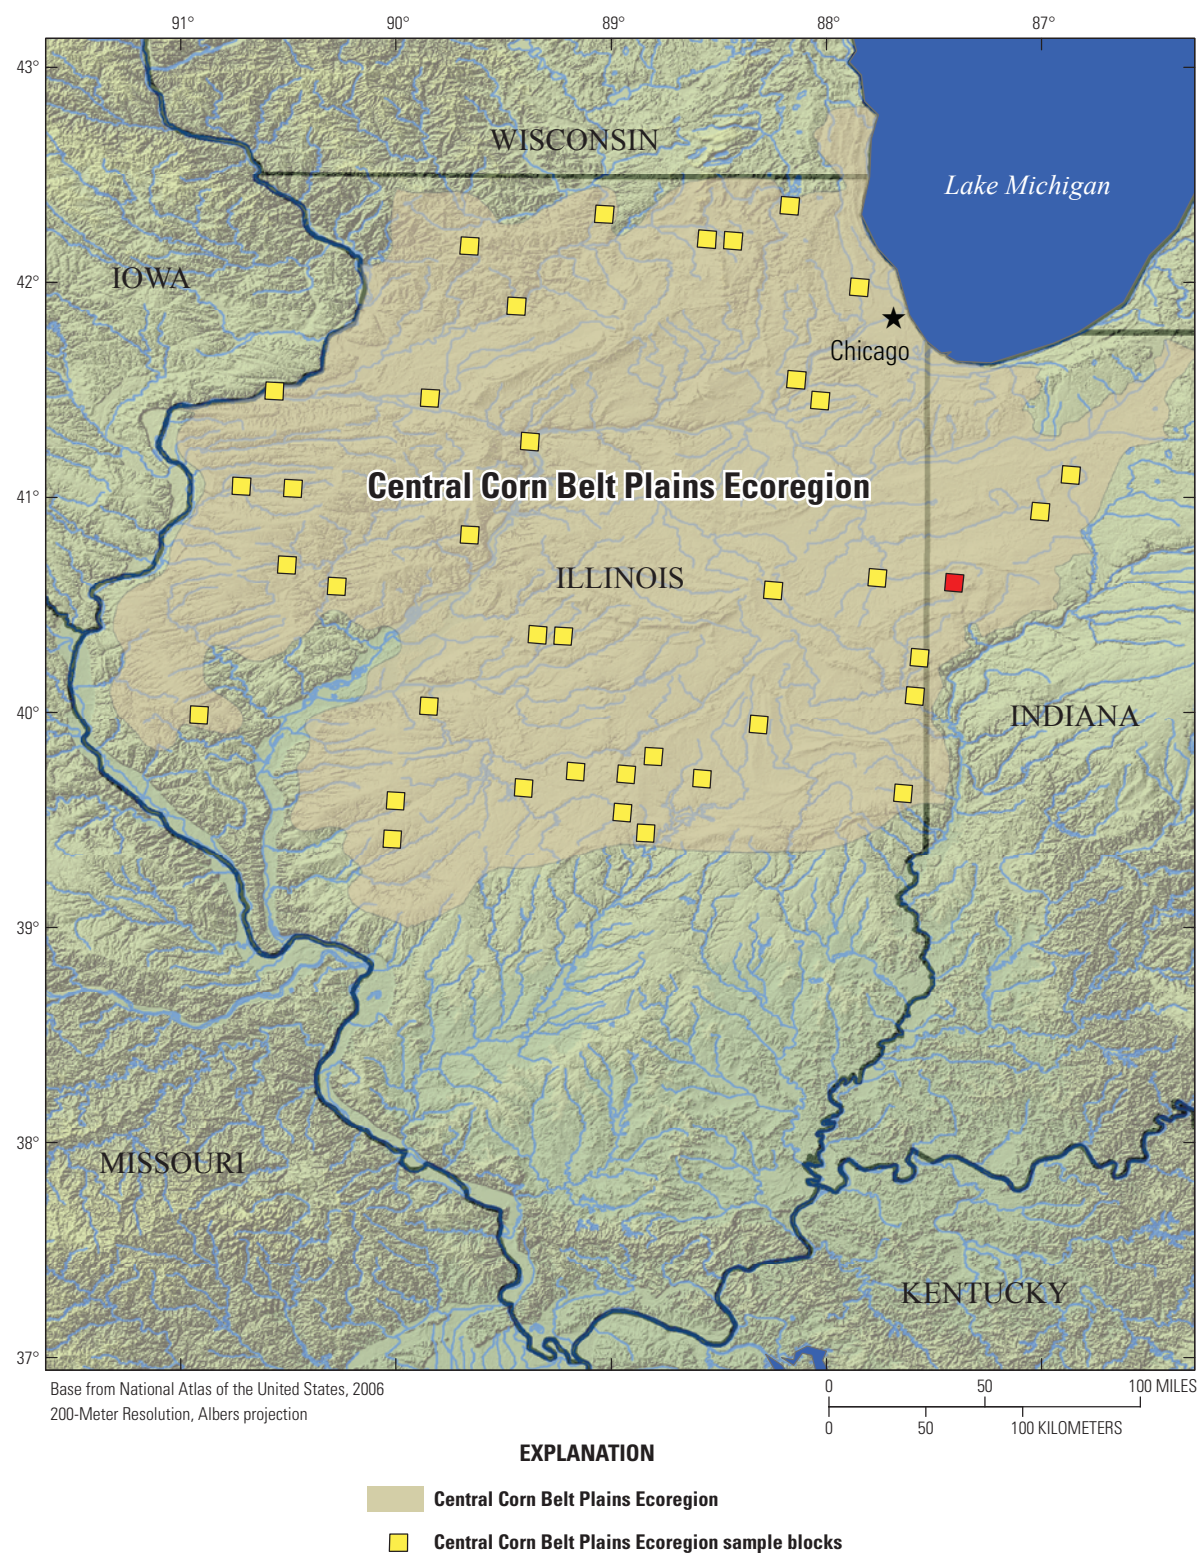 91° 90° 89° 88° 87°
43°
WISCONSIN
Lake Michigan
IOWA
42°
Chicago
Central Corn Belt Plains Ecoregion
41°
ILLINOIS
40°
INDIANA
39°
38°
MISSOURI
KENTUCKY
37°
Base from National Atlas of the United States, 2006
200-Meter Resolution, Albers projection
0 50 100 MILES
0 50 100 KILOMETERS
EXPLANATION
Central Corn Belt Plains Ecoregion
Central Corn Belt Plains Ecoregion sample blocks